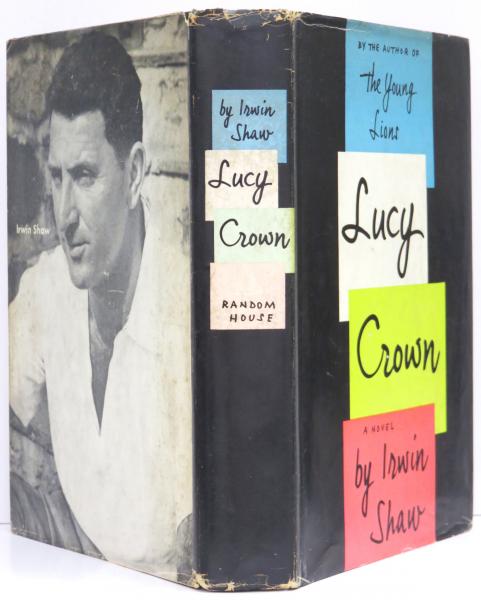 Irwin Shaw
by Irwin
Shaw
Lucy
Crown
RANDOM
HOUSE
BY THE AUTHOR OF
The Young
Lions
Lucy
Crown
A NOVEL
by Irwin
Shaw